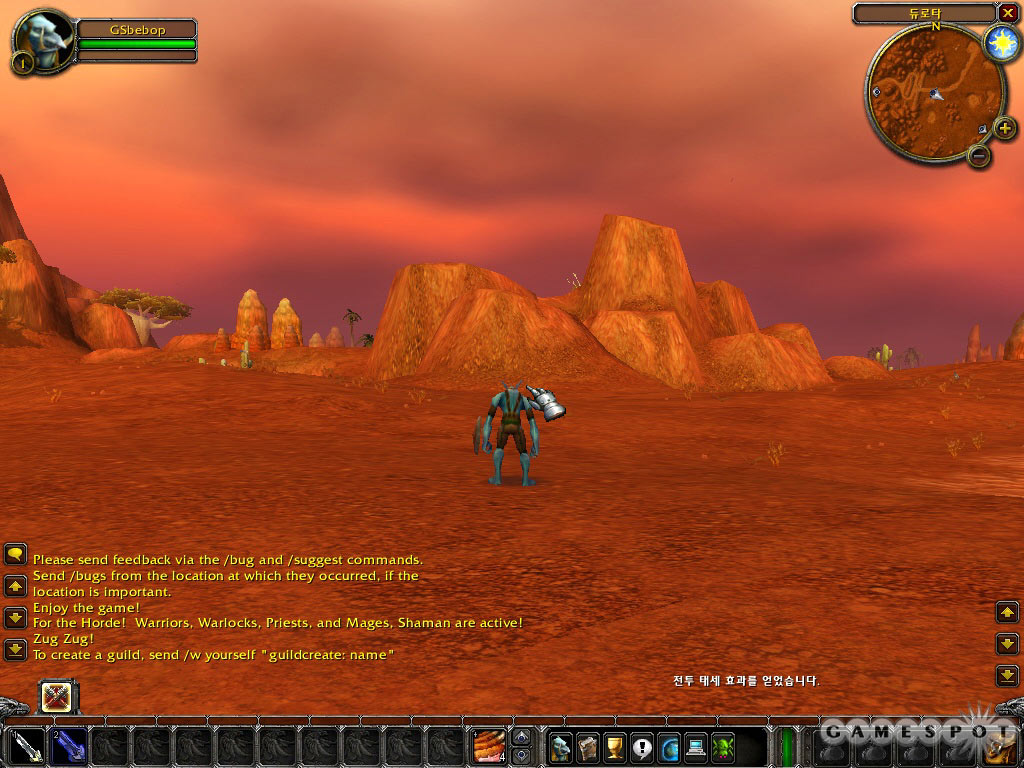 GSbebop
1
듀로타
N
Please send feedback via the /bug and /suggest commands.
Send /bugs from the location at which they occurred, if the
location is important.
Enjoy the game!
For the Horde!  Warriors, Warlocks, Priests, and Mages, Shaman are active!
Zug Zug!
To create a guild, send /w yourself "guildcreate: name"
전투 태세 효과를 얻었습니다.
2
4
GAMESPOT